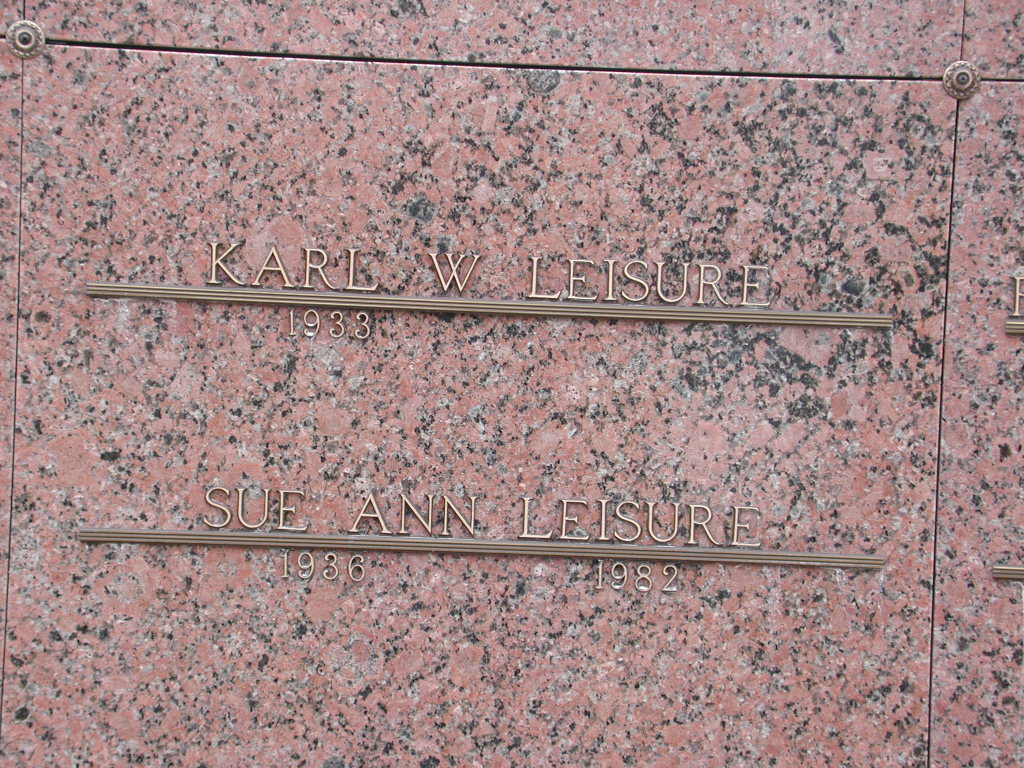 KARL W LEISURE
1933
SUE ANN LEISURE
1936 1982